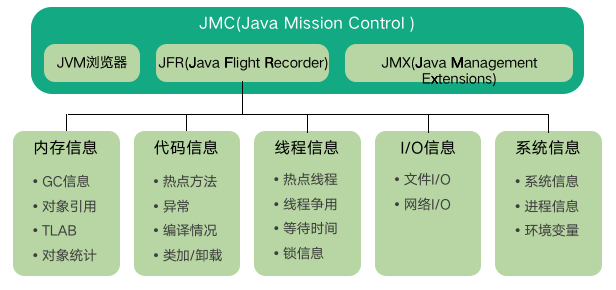 JMC(Java Mission Control )
JVM浏览器
JFR(Java Flight Recorder)
JMX(Java Management
Extensions)
内存信息
• GC信息
• 对象引用
• TLAB
• 对象统计
代码信息
• 热点方法
• 异常
• 编译情况
• 类加/卸载
线程信息
• 热点线程
• 线程争用
• 等待时间
• 锁信息
I/O信息
• 文件I/O
• 网络I/O
系统信息
• 系统信息
• 进程信息
• 环境变量